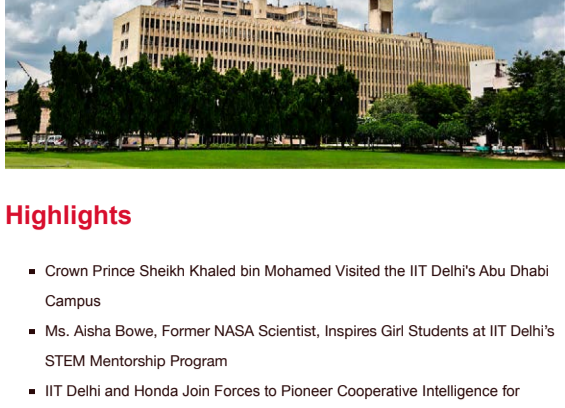 Highlights
Crown Prince Sheikh Khaled bin Mohamed Visited the IIT Delhi's Abu Dhabi
Campus
Ms. Aisha Bowe, Former NASA Scientist, Inspires Girl Students at IIT Delhi’s
STEM Mentorship Program
IIT Delhi and Honda Join Forces to Pioneer Cooperative Intelligence for